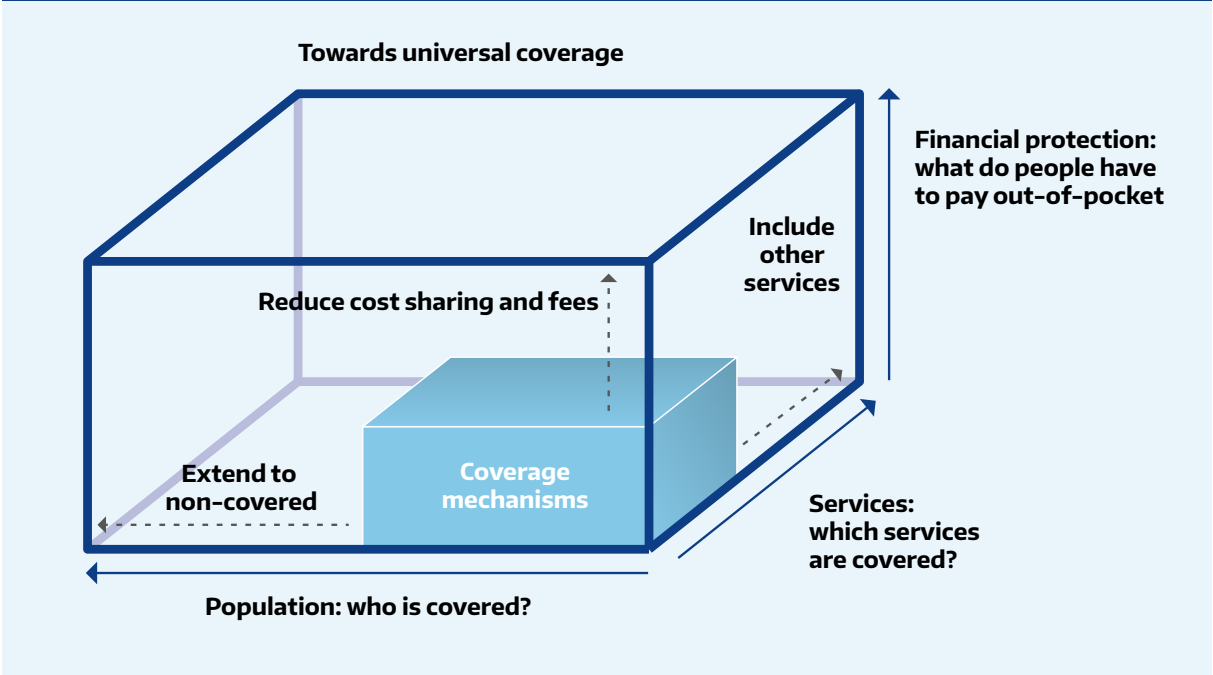 Towards universal coverage
Financial protection:
what do people have
to pay out-of-pocket
Include
other
services
Reduce cost sharing and fees
Extend to
non-covered
Coverage
mechanisms
Services:
which services
are covered?
Population: who is covered?